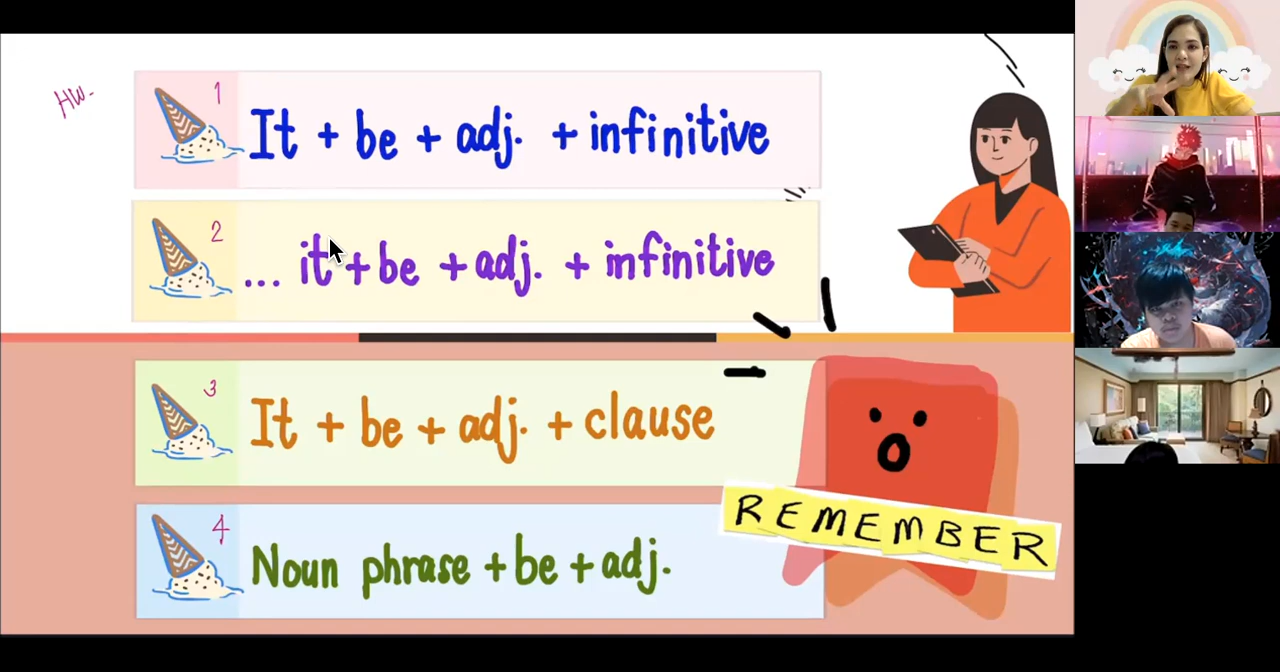 HW.
1
It + be + adj. + infinitive
2
... it + be + adj. + infinitive
3
It + be + adj. + clause
4
Noun phrase + be + adj.
REMEMBER